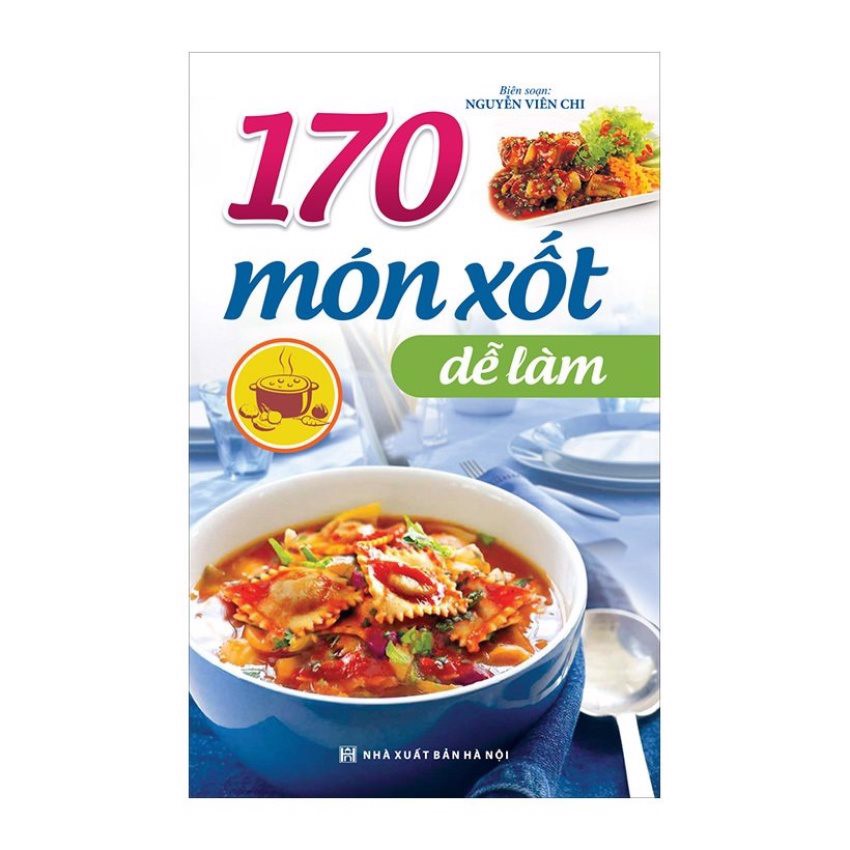 Biên soạn:
NGUYỄN VIÊN CHI
170
món xốt
dễ làm
NHÀ XUẤT BẢN HÀ NỘI